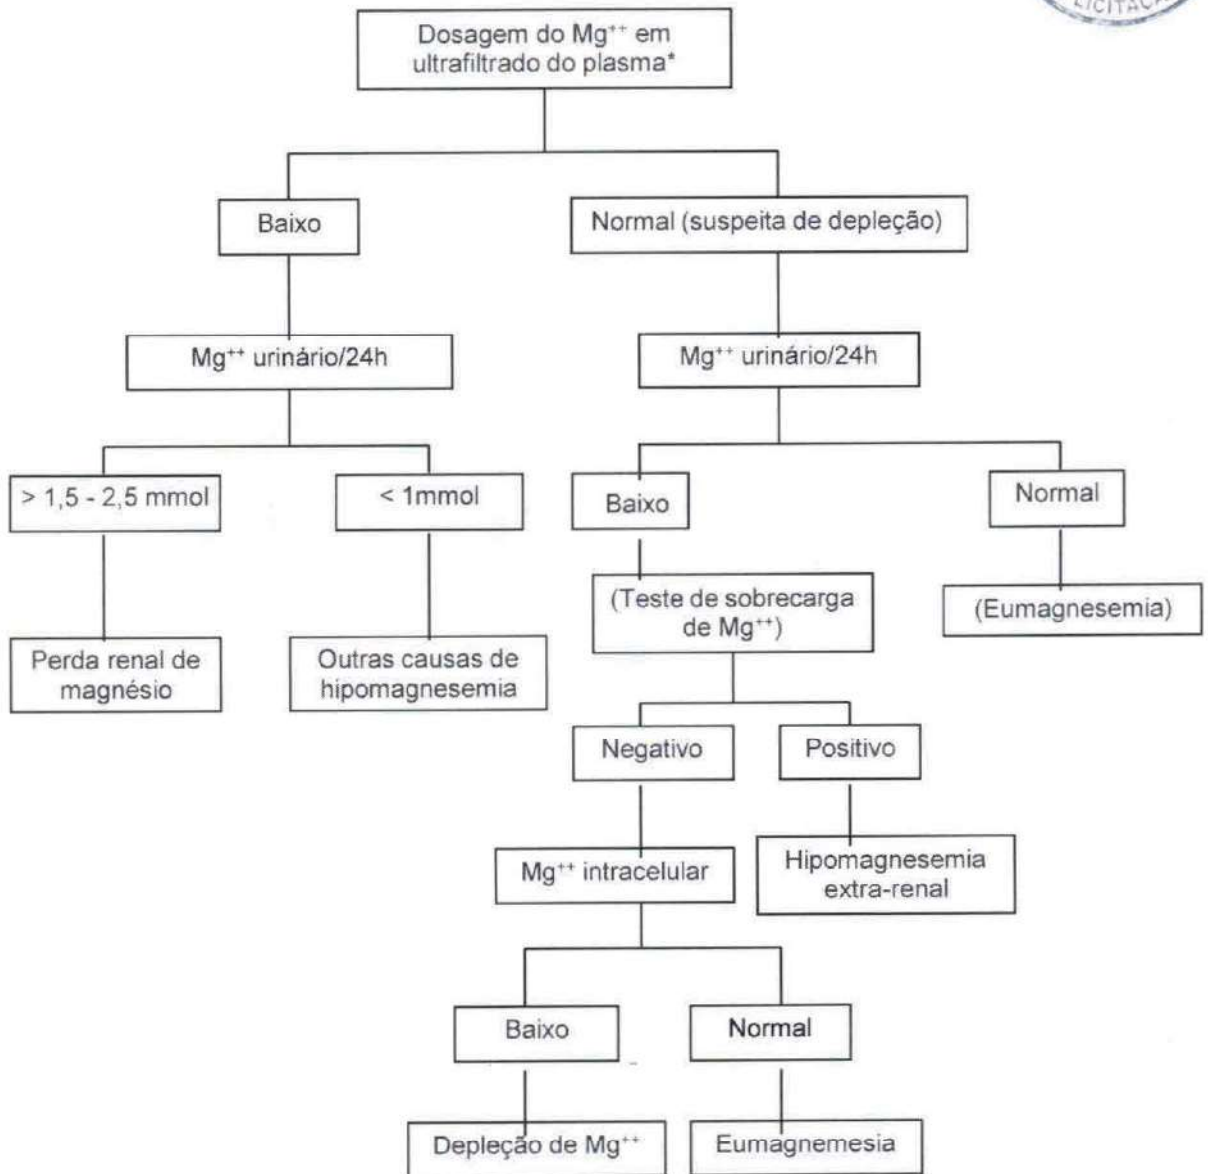 LICITAÇÃ
Dosagem do Mg⁺⁺ em
ultrafiltrado do plasma*
Baixo
Normal (suspeita de depleção)
Mg⁺⁺ urinário/24h
Mg⁺⁺ urinário/24h
> 1,5 - 2,5 mmol
< 1mmol
Baixo
Normal
(Teste de sobrecarga
de Mg⁺⁺)
(Eumagnesemia)
Perda renal de
magnésio
Outras causas de
hipomagnesemia
Negativo
Positivo
Mg⁺⁺ intracelular
Hipomagnesemia
extra-renal
Baixo
Normal
Depleção de Mg⁺⁺
Eumagnemesia